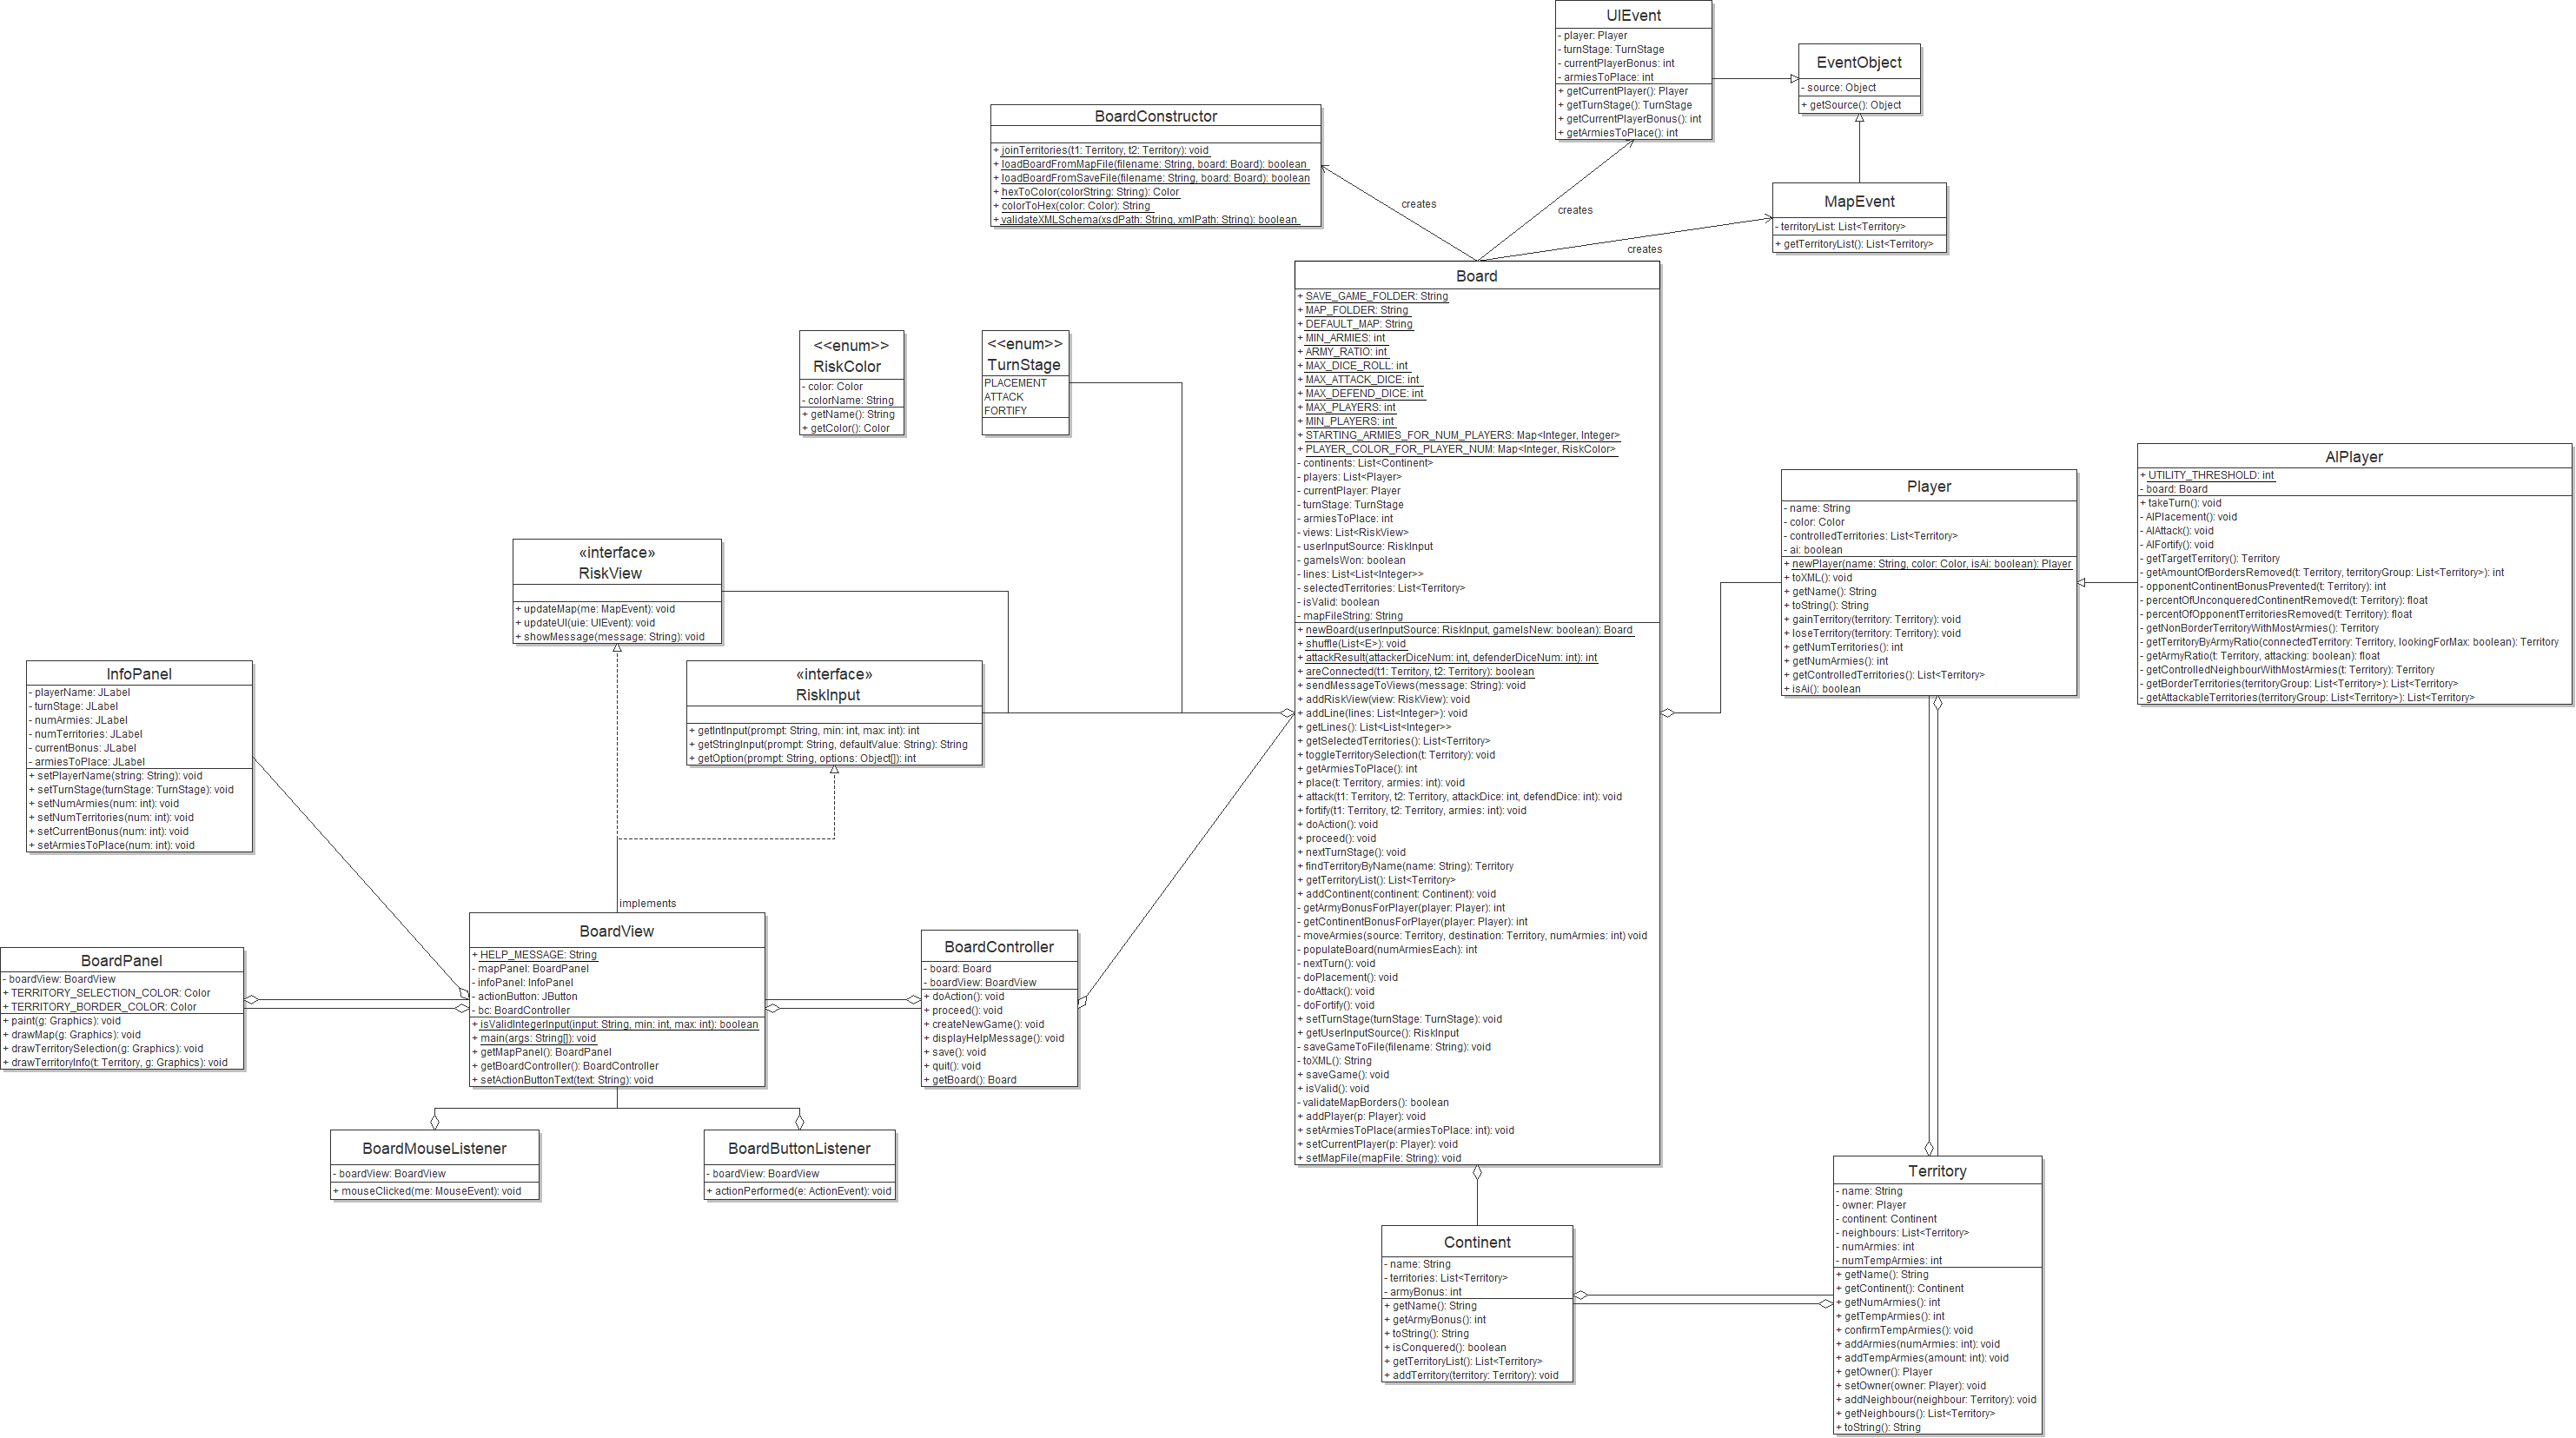 UIEvent
- player: Player
- turnStage: TurnStage
- currentPlayerBonus: int
- armiesToPlace: int
+ getCurrentPlayer(): Player
+ getTurnStage(): TurnStage
+ getCurrentPlayerBonus(): int
+ getArmiesToPlace(): int
EventObject
- source: Object
+ getSource(): Object
BoardConstructor
+ joinTerritories(t1: Territory, t2: Territory): void
+ loadBoardFromMapFile(filename: String, board: Board): boolean
+ loadBoardFromSaveFile(filename: String, board: Board): boolean
+ hexToColor(colorString: String): Color
+ colorToHex(color: Color): String
+ validateXMLSchema(xsdPath: String, xmlPath: String): boolean
creates
creates
creates
MapEvent
- territoryList: List<Territory>
+ getTerritoryList(): List<Territory>
Board
+ SAVE_GAME_FOLDER: String
+ MAP_FOLDER: String
+ DEFAULT_MAP: String
+ MIN_ARMIES: int
+ ARMY_RATIO: int
+ MAX_DICE_ROLL: int
+ MAX_ATTACK_DICE: int
+ MAX_DEFEND_DICE: int
+ MAX_PLAYERS: int
+ MIN_PLAYERS: int
+ STARTING_ARMIES_FOR_NUM_PLAYERS: Map<Integer, Integer>
+ PLAYER_COLOR_FOR_PLAYER_NUM: Map<Integer, RiskColor>
- continents: List<Continent>
- players: List<Player>
- currentPlayer: Player
- turnStage: TurnStage
- armiesToPlace: int
- views: List<RiskView>
- userInputSource: RiskInput
- gameIsWon: boolean
- lines: List<List<Integer>>
- selectedTerritories: List<Territory>
- isValid: boolean
- mapFileString: String
+ newBoard(userInputSource: RiskInput, gameIsNew: boolean): Board
+ shuffle(List<E>): void
+ attackResult(attackerDiceNum: int, defenderDiceNum: int): int
+ areConnected(t1: Territory, t2: Territory): boolean
+ sendMessageToViews(message: String): void
+ addRiskView(view: RiskView): void
+ addLine(lines: List<Integer>): void
+ getLines(): List<List<Integer>>
+ getSelectedTerritories(): List<Territory>
+ toggleTerritorySelection(t: Territory): void
+ getArmiesToPlace(): int
+ place(t: Territory, armies: int): void
+ attack(t1: Territory, t2: Territory, attackDice: int, defendDice: int): void
+ fortify(t1: Territory, t2: Territory, armies: int): void
+ doAction(): void
+ proceed(): void
+ nextTurnStage(): void
+ findTerritoryByName(name: String): Territory
+ getTerritoryList(): List<Territory>
+ addContinent(continent: Continent): void
- getArmyBonusForPlayer(player: Player): int
- getContinentBonusForPlayer(player: Player): int
- moveArmies(source: Territory, destination: Territory, numArmies: int) void
- populateBoard(numArmiesEach): int
- nextTurn(): void
- doPlacement(): void
- doAttack(): void
- doFortify(): void
+ setTurnStage(turnStage: TurnStage): void
+ getUserInputSource(): RiskInput
- saveGameToFile(filename: String): void
- toXML(): String
+ saveGame(): void
+ isValid(): void
- validateMapBorders(): boolean
+ addPlayer(p: Player): void
+ setArmiesToPlace(armiesToPlace: int): void
+ setCurrentPlayer(p: Player): void
+ setMapFile(mapFile: String): void
<<enum>>
RiskColor
- color: Color
- colorName: String
+ getName(): String
+ getColor(): Color
<<enum>>
TurnStage
PLACEMENT
ATTACK
FORTIFY
AIPlayer
+ UTILITY_THRESHOLD: int
- board: Board
+ takeTurn(): void
- AIPlacement(): void
- AIAttack(): void
- AIFortify(): void
- getTargetTerritory(): Territory
- getAmountOfBordersRemoved(t: Territory, territoryGroup: List<Territory>): int
- opponentContinentBonusPrevented(t: Territory): int
- percentOfUnconqueredContinentRemoved(t: Territory): float
- percentOfOpponentTerritoriesRemoved(t: Territory): float
- getNonBorderTerritoryWithMostArmies(): Territory
- getTerritoryByArmyRatio(connectedTerritory: Territory, lookingForMax: boolean): Territory
- getArmyRatio(t: Territory, attacking: boolean): float
- getControlledNeighbourWithMostArmies(t: Territory): Territory
- getBorderTerritories(territoryGroup: List<Territory>): List<Territory>
- getAttackableTerritories(territoryGroup: List<Territory>): List<Territory>
Player
- name: String
- color: Color
- controlledTerritories: List<Territory>
- ai: boolean
+ newPlayer(name: String, color: Color, isAi: boolean): Player
+ toXML(): void
+ getName(): String
+ toString(): String
+ gainTerritory(territory: Territory): void
+ loseTerritory(territory: Territory): void
+ getNumTerritories(): int
+ getNumArmies(): int
+ getControlledTerritories(): List<Territory>
+ isAi(): boolean
«interface»
RiskView
+ updateMap(me: MapEvent): void
+ updateUI(uie: UIEvent): void
+ showMessage(message: String): void
«interface»
RiskInput
+ getIntInput(prompt: String, min: int, max: int): int
+ getStringInput(prompt: String, defaultValue: String): String
+ getOption(prompt: String, options: Object[]): int
InfoPanel
- playerName: JLabel
- turnStage: JLabel
- numArmies: JLabel
- numTerritories: JLabel
- currentBonus: JLabel
- armiesToPlace: JLabel
+ setPlayerName(string: String): void
+ setTurnStage(turnStage: TurnStage): void
+ setNumArmies(num: int): void
+ setNumTerritories(num: int): void
+ setCurrentBonus(num: int): void
+ setArmiesToPlace(num: int): void
implements
BoardView
+ HELP_MESSAGE: String
- mapPanel: BoardPanel
- infoPanel: InfoPanel
- actionButton: JButton
- bc: BoardController
+ isValidIntegerInput(input: String, min: int, max: int): boolean
+ main(args: String[]): void
+ getMapPanel(): BoardPanel
+ getBoardController(): BoardController
+ setActionButtonText(text: String): void
BoardController
- board: Board
- boardView: BoardView
+ doAction(): void
+ proceed(): void
+ createNewGame(): void
+ displayHelpMessage(): void
+ save(): void
+ quit(): void
+ getBoard(): Board
BoardPanel
- boardView: BoardView
+ TERRITORY_SELECTION_COLOR: Color
+ TERRITORY_BORDER_COLOR: Color
+ paint(g: Graphics): void
+ drawMap(g: Graphics): void
+ drawTerritorySelection(g: Graphics): void
+ drawTerritoryInfo(t: Territory, g: Graphics): void
BoardMouseListener
- boardView: BoardView
+ mouseClicked(me: MouseEvent): void
BoardButtonListener
- boardView: BoardView
+ actionPerformed(e: ActionEvent): void
Continent
- name: String
- territories: List<Territory>
- armyBonus: int
+ getName(): String
+ getArmyBonus(): int
+ toString(): String
+ isConquered(): boolean
+ getTerritoryList(): List<Territory>
+ addTerritory(territory: Territory): void
Territory
- name: String
- owner: Player
- continent: Continent
- neighbours: List<Territory>
- numArmies: int
- numTempArmies: int
+ getName(): String
+ getContinent(): Continent
+ getNumArmies(): int
+ getTempArmies(): int
+ confirmTempArmies(): void
+ addArmies(numArmies: int): void
+ addTempArmies(amount: int): void
+ getOwner(): Player
+ setOwner(owner: Player): void
+ addNeighbour(neighbour: Territory): void
+ getNeighbours(): List<Territory>
+ toString(): String